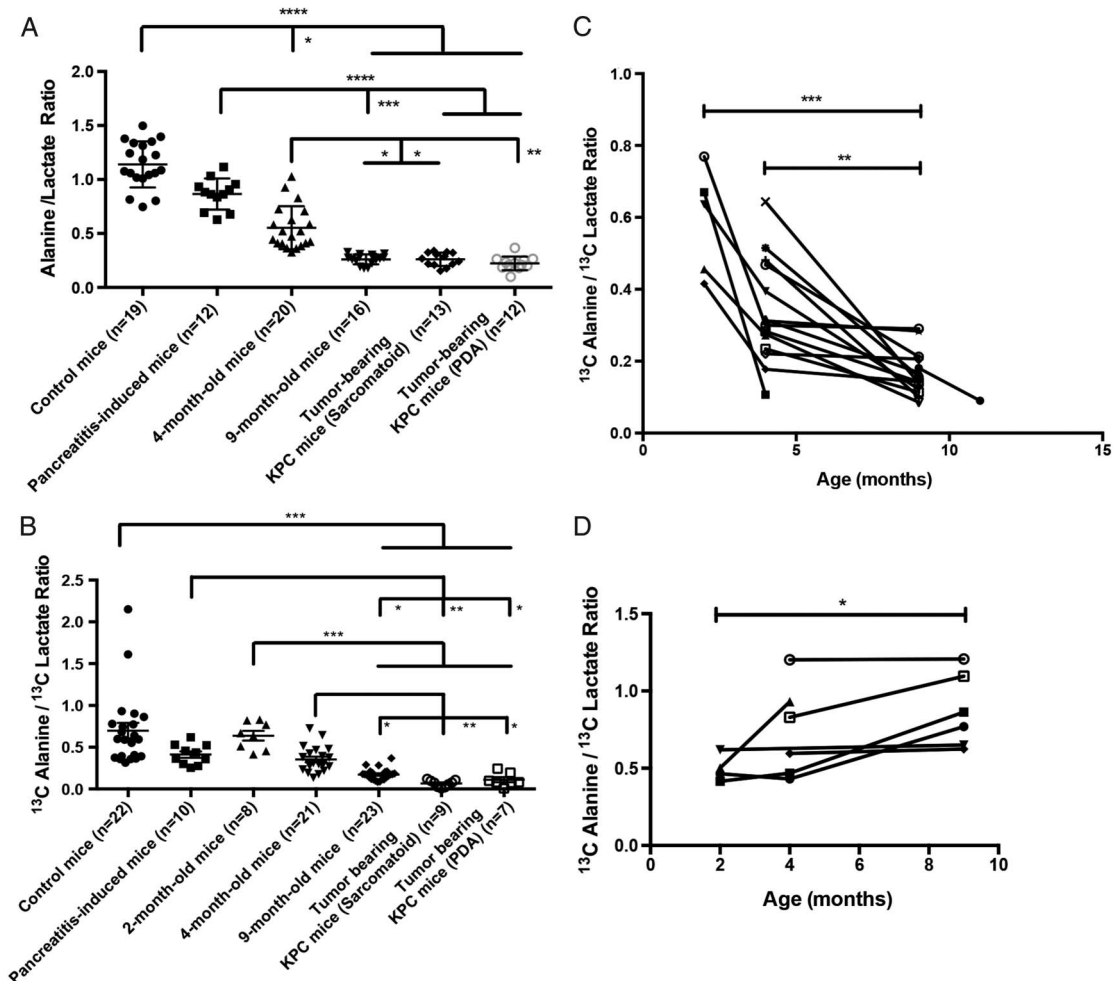 A
****
*
****
***
* *
**
Alanine /Lactate Ratio
2.0
1.5
1.0
0.5
0.0
Control mice (n=19)
Pancreatitis-induced mice (n=12)
4-month-old mice (n=20)
9-month-old mice (n=16)
Tumor-bearing
KPC mice (Sarcomatoid) (n=13)
Tumor-bearing
KPC mice (PDA) (n=12)
B
***
* ** *
***
* ** *
¹³C Alanine / ¹³C Lactate Ratio
2.5
2.0
1.5
1.0
0.5
0.0
Control mice (n=22)
Pancreatitis-induced mice (n=10)
2-month-old mice (n=8)
4-month-old mice (n=21)
9-month-old mice (n=23)
Tumor bearing
KPC mice (Sarcomatoid) (n=9)
Tumor bearing
KPC mice (PDA) (n=7)
C
***
**
¹³C Alanine / ¹³C Lactate Ratio
1.0
0.8
0.6
0.4
0.2
0.0
0 5 10 15
Age (months)
D
*
¹³C Alanine / ¹³C Lactate Ratio
1.5
1.0
0.5
0.0
0 2 4 6 8 10
Age (months)